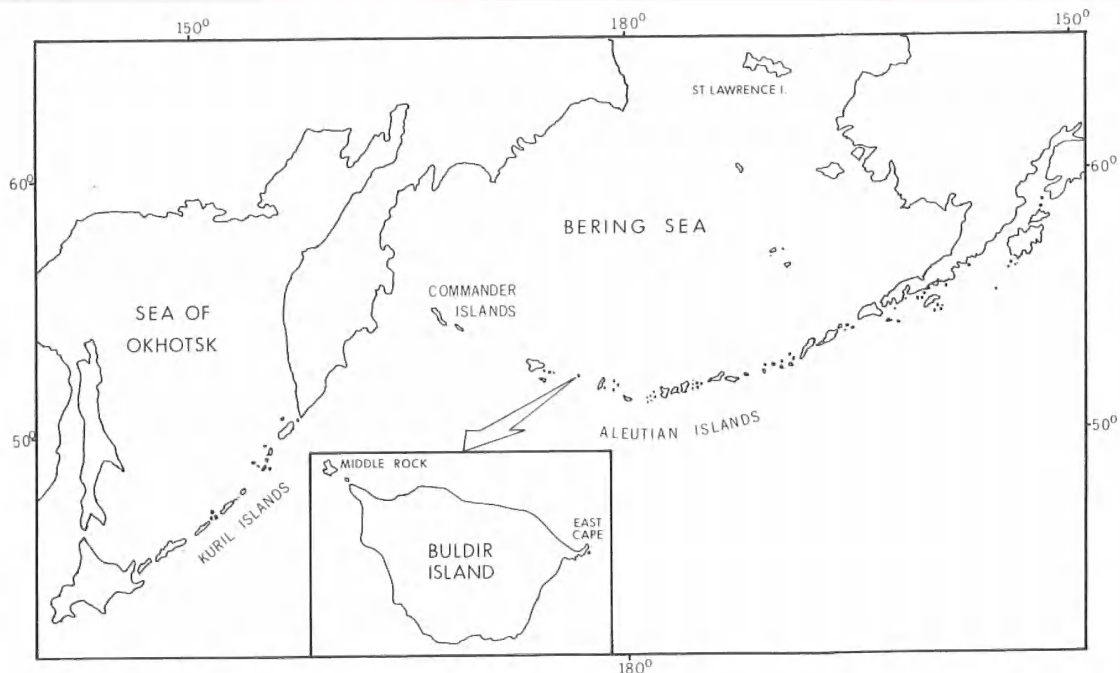 150°
180°
150°
ST LAWRENCE I.
60°
60°
BERING SEA
COMMANDER
ISLANDS
SEA OF
OKHOTSK
50°
50°
ALEUTIAN ISLANDS
KURIL ISLANDS
MIDDLE ROCK
EAST
CAPE
BULDIR
ISLAND
180°